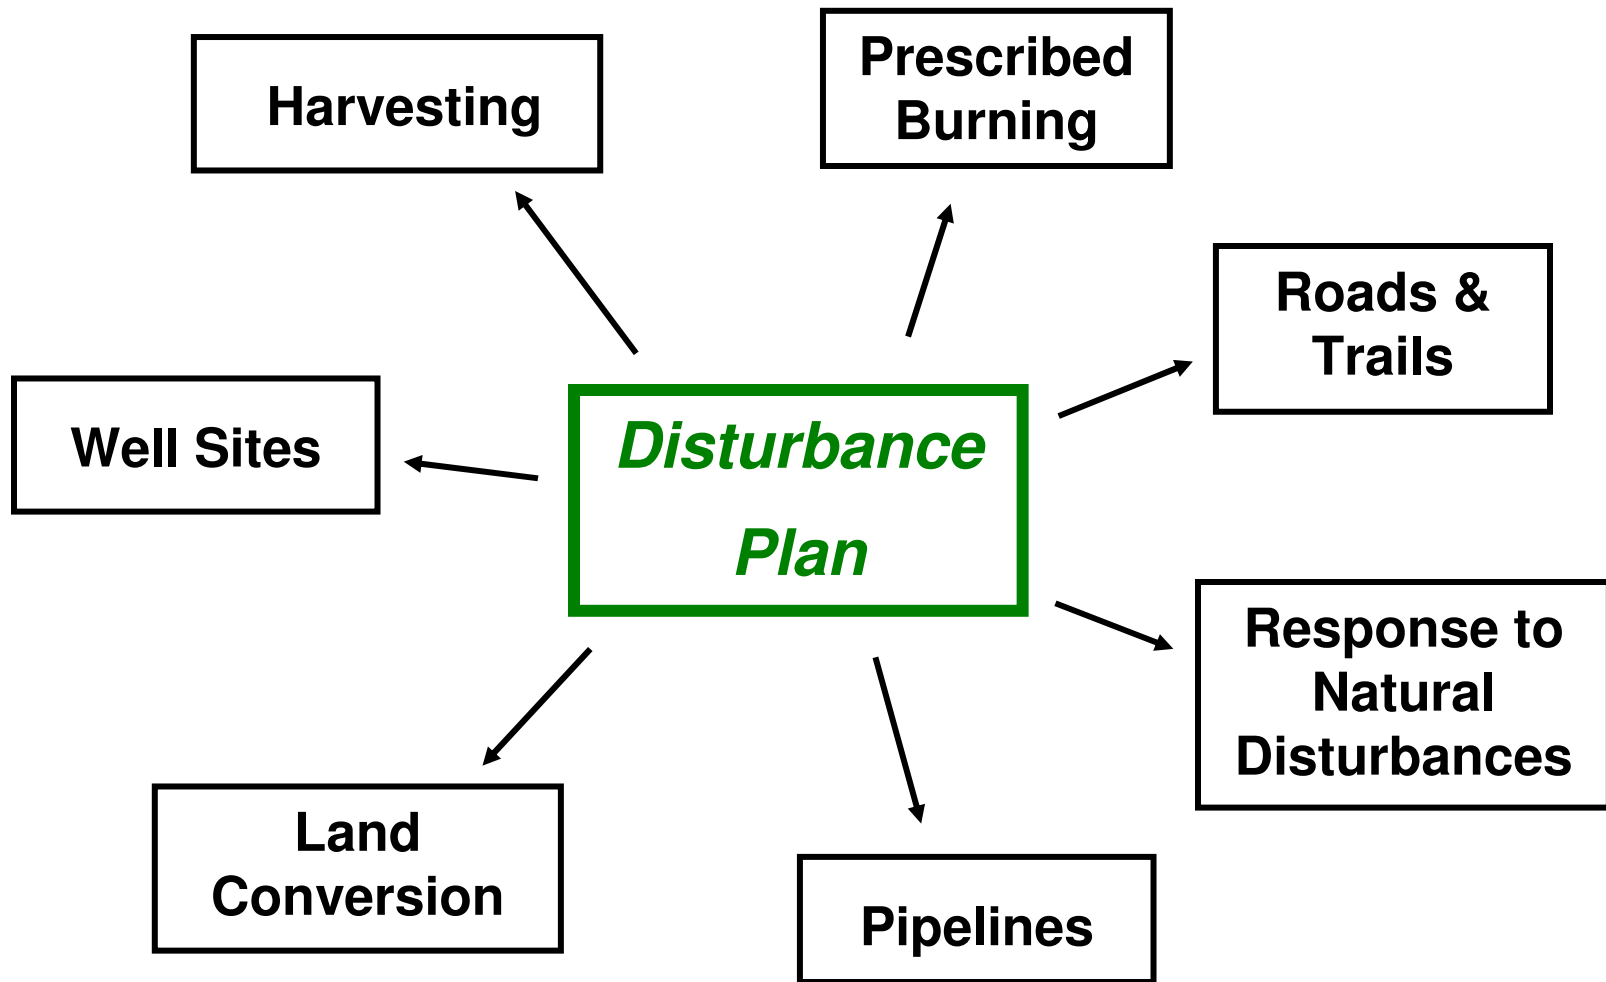 Harvesting
Prescribed
Burning
Roads &
Trails
Well Sites
Disturbance
Plan
Response to
Natural
Disturbances
Land
Conversion
Pipelines